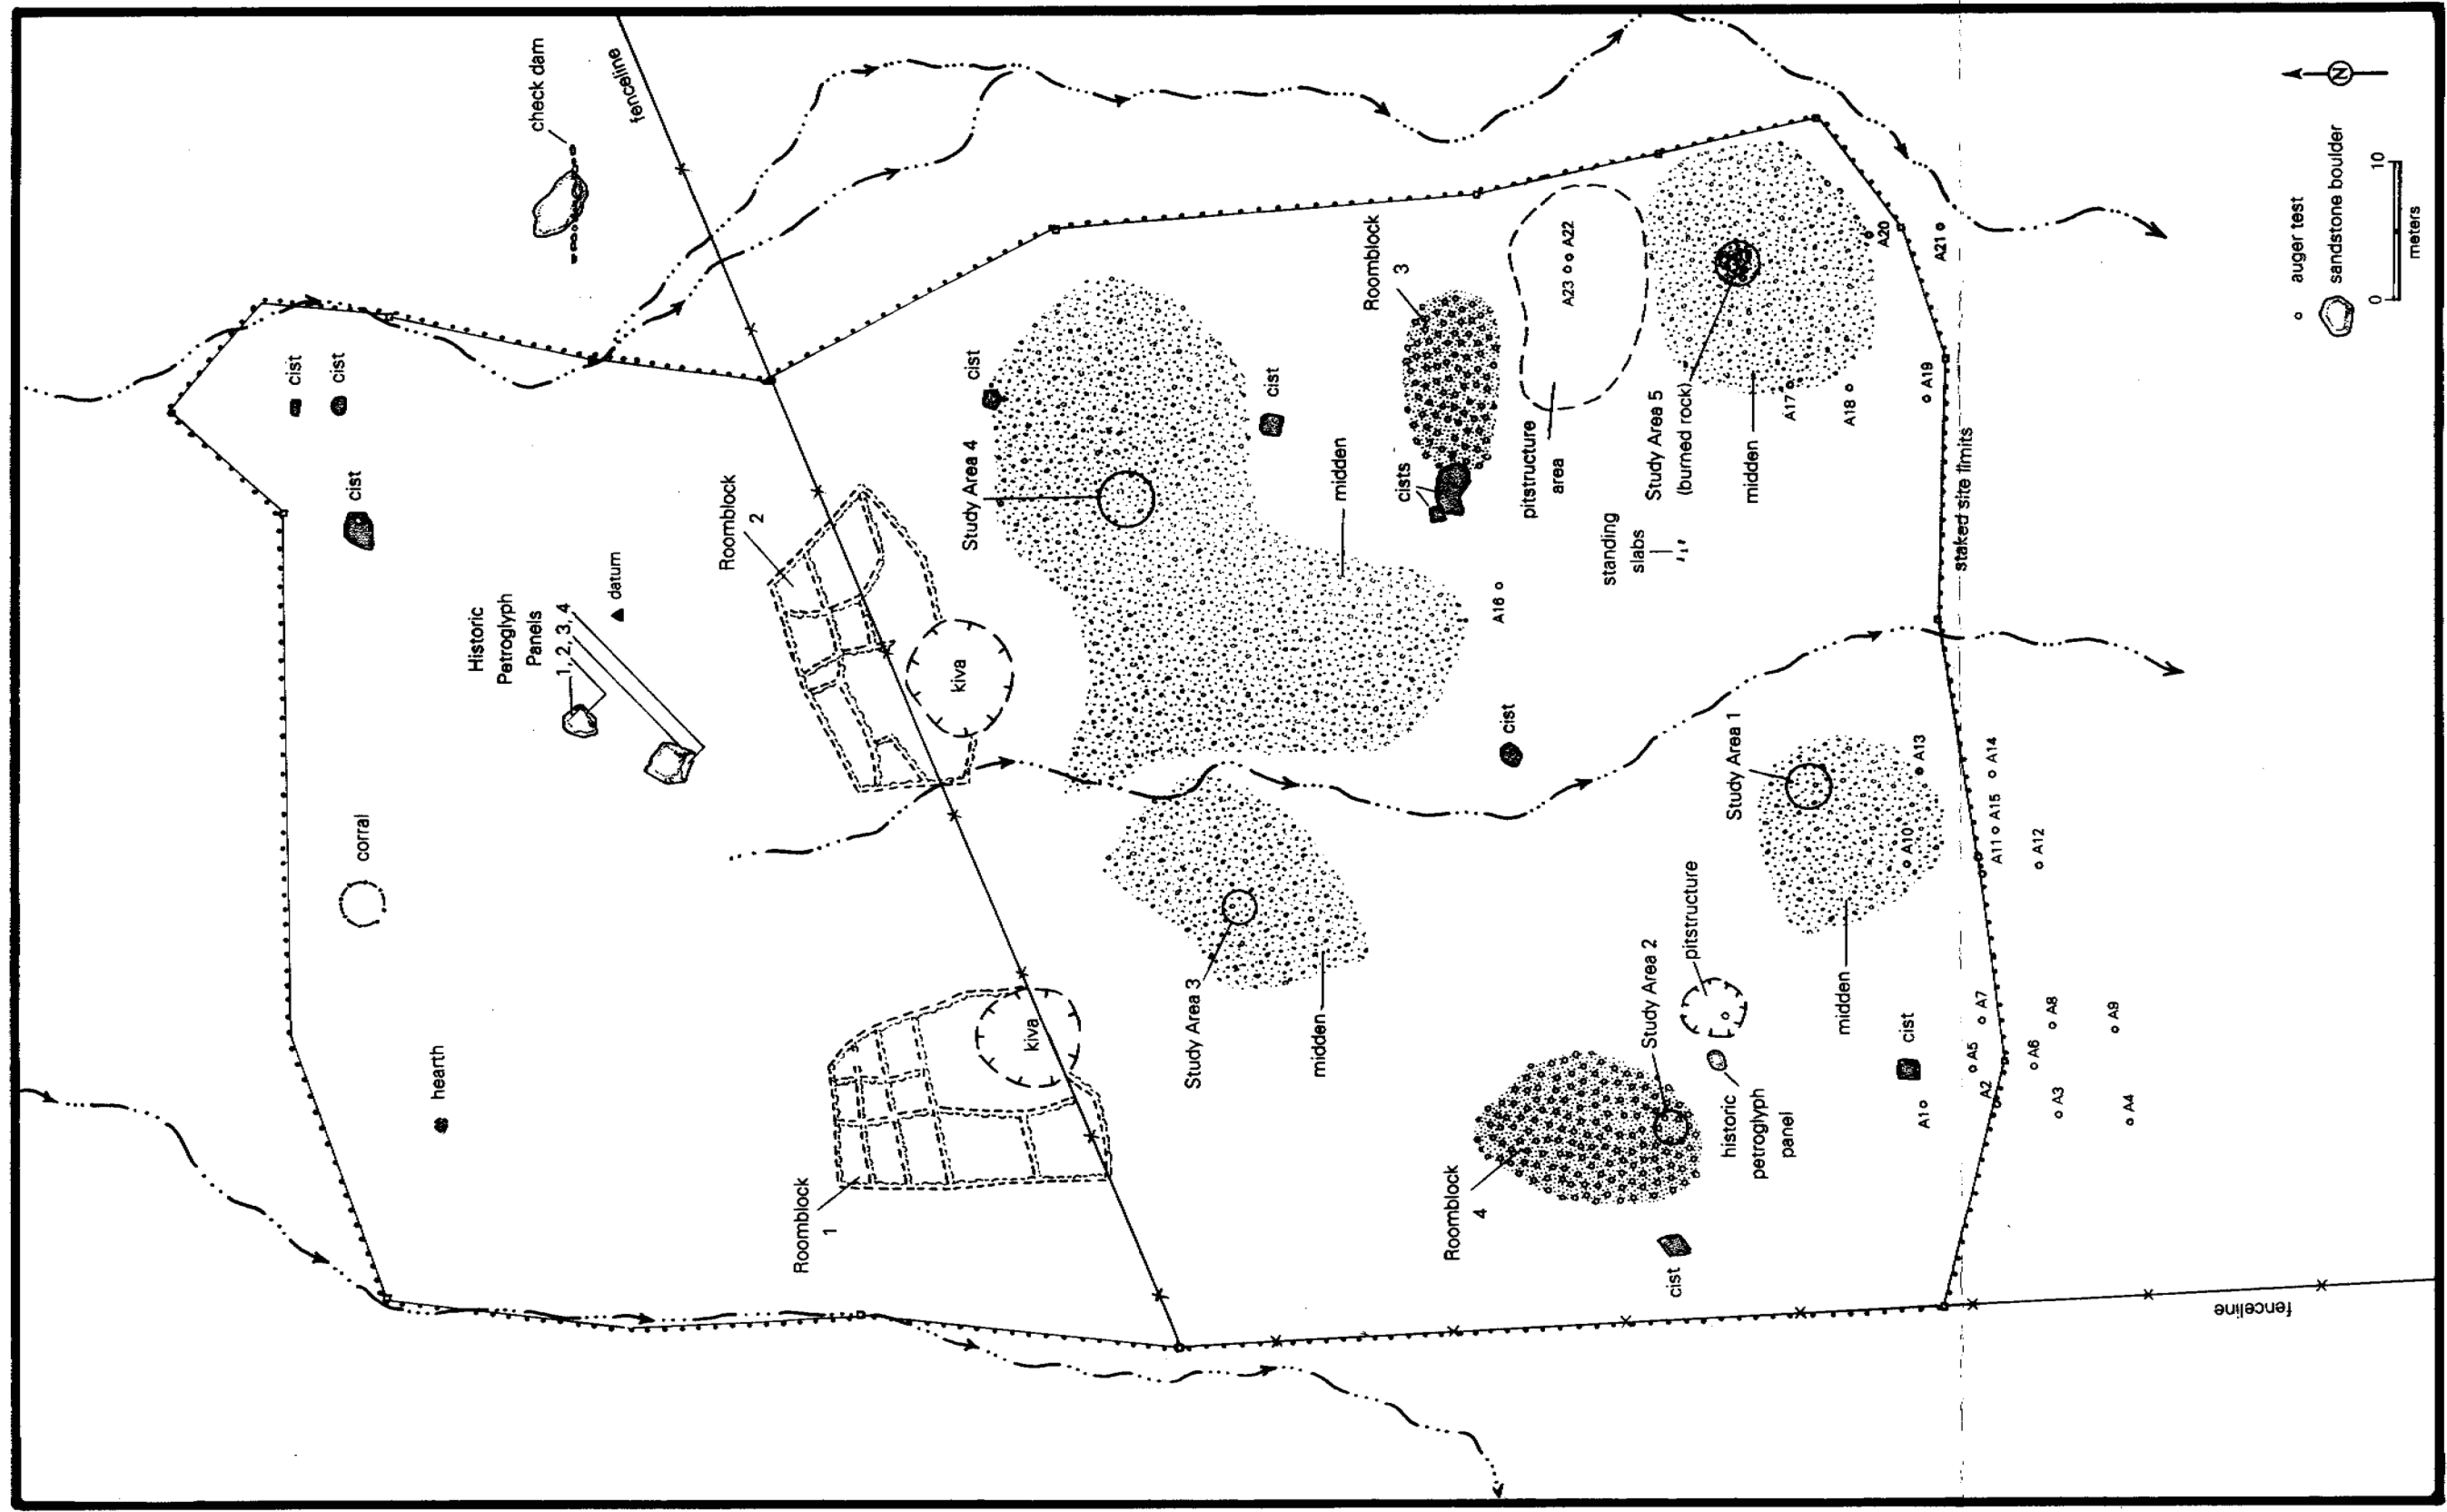 check dam
fenceline
cist
cist
cist
Historic
Petroglyph
Panels
1, 2, 3, 4
datum
corral
hearth
Roomblock
2
kiva
Roomblock
1
kiva
cist
Study Area 4
cist
midden
Roomblock
3
cists
pitstructure
area
A23
A22
Study Area 5
(burned rock)
midden
A17
A18
A19
A20
A21
standing
slabs
A16
cist
staked site limits
Study Area 3
midden
Study Area 1
A10
A13
A14
A15
A11
A12
midden
pitstructure
Study Area 2
historic
petroglyph
panel
Roomblock
4
cist
cist
A1
A2
A5
A7
A6
A8
A3
A9
A4
fenceline
N
auger test
sandstone boulder
0
10
meters